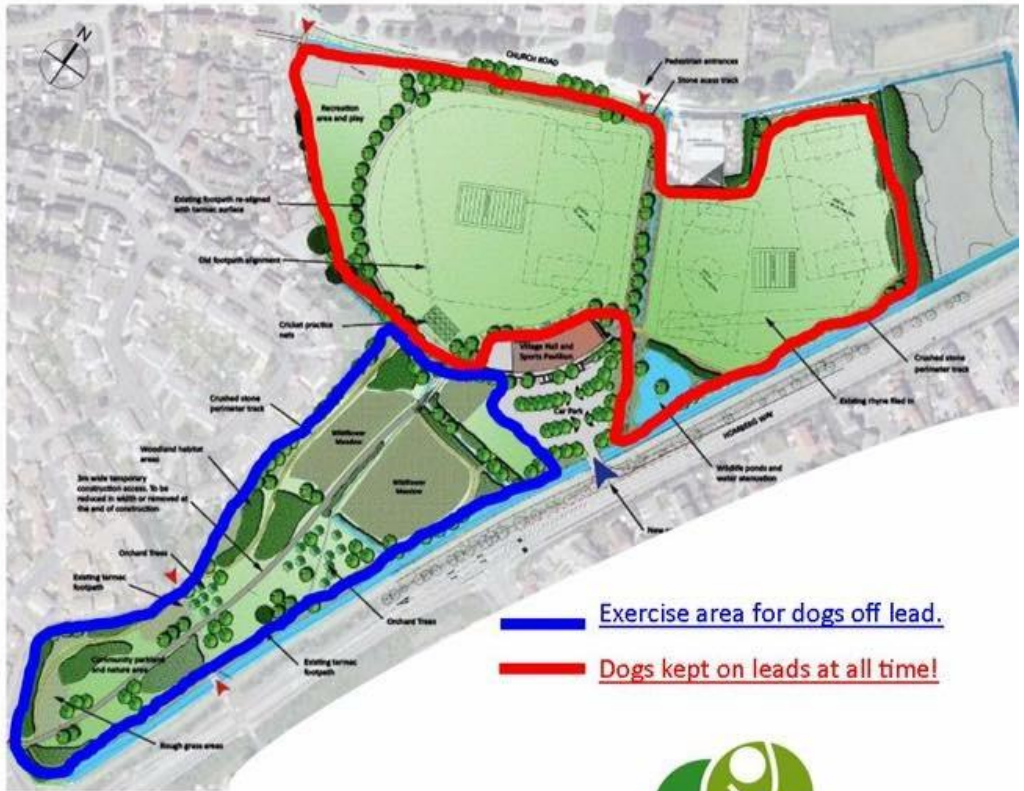 N
CHURCH ROAD
Pedestrian entrances
Stone acess track
Recreation
area and play
Existing footpath re-aligned
with tarmac surface
Old footpath alignment
Cricket practice
nets
Village Hall and
Sports Pavilion
Crushed stone
perimeter track
Existing rhyne filed in
Car Park
HOMBERG WAY
Wildlife ponds and
water attenuation
Crushed stone
perimeter track
Wildflower
Meadow
Woodland habitat
areas
Wildflower
Meadow
3m wide temporary
construction access. To be
reduced in width or removed at
the end of construction
New
Orchard Trees
Existing tarmac
footpath
Orchard Trees
Community parkland
and nature area
Existing tarmac
footpath
Rough grass areas
Exercise area for dogs off lead.
Dogs kept on leads at all time!